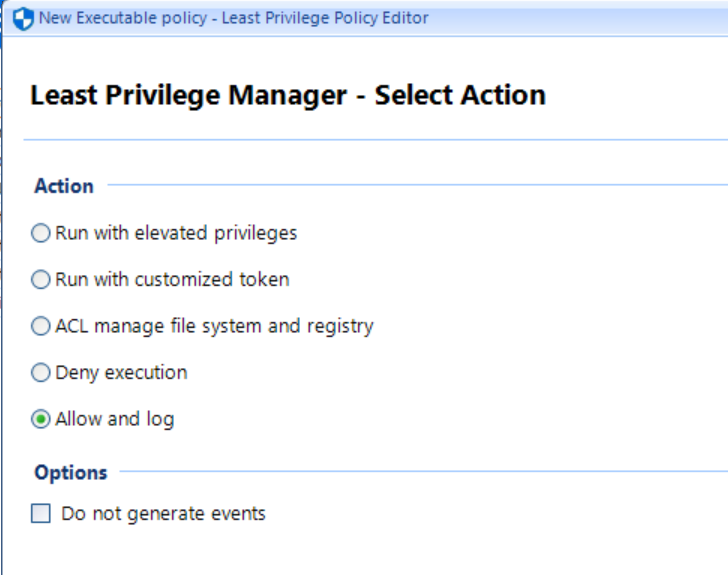 New Executable policy - Least Privilege Policy Editor
Least Privilege Manager - Select Action
Action
Run with elevated privileges
Run with customized token
ACL manage file system and registry
Deny execution
Allow and log
Options
Do not generate events